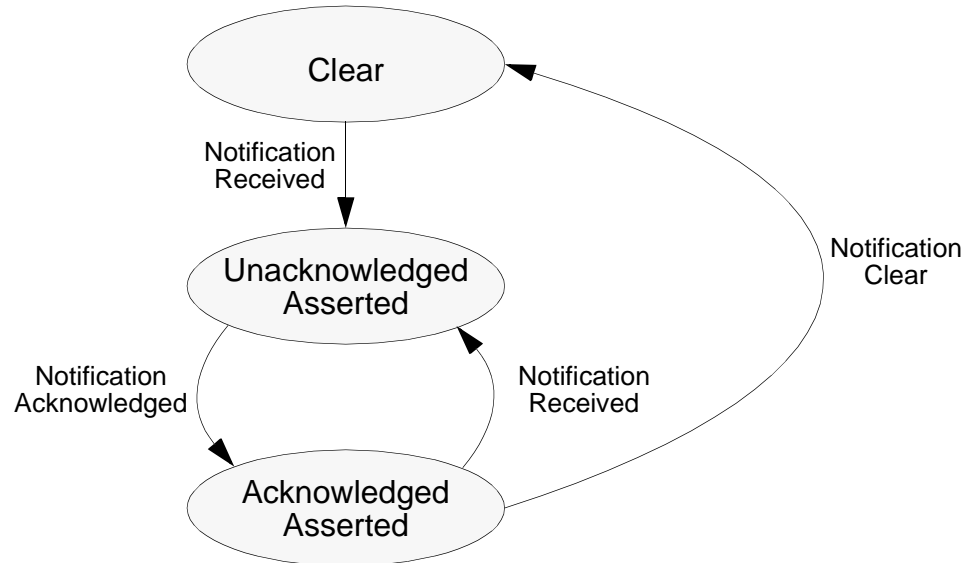 Clear
Notification
Received
Unacknowledged
Asserted
Notification
Clear
Notification
Acknowledged
Notification
Received
Acknowledged
Asserted